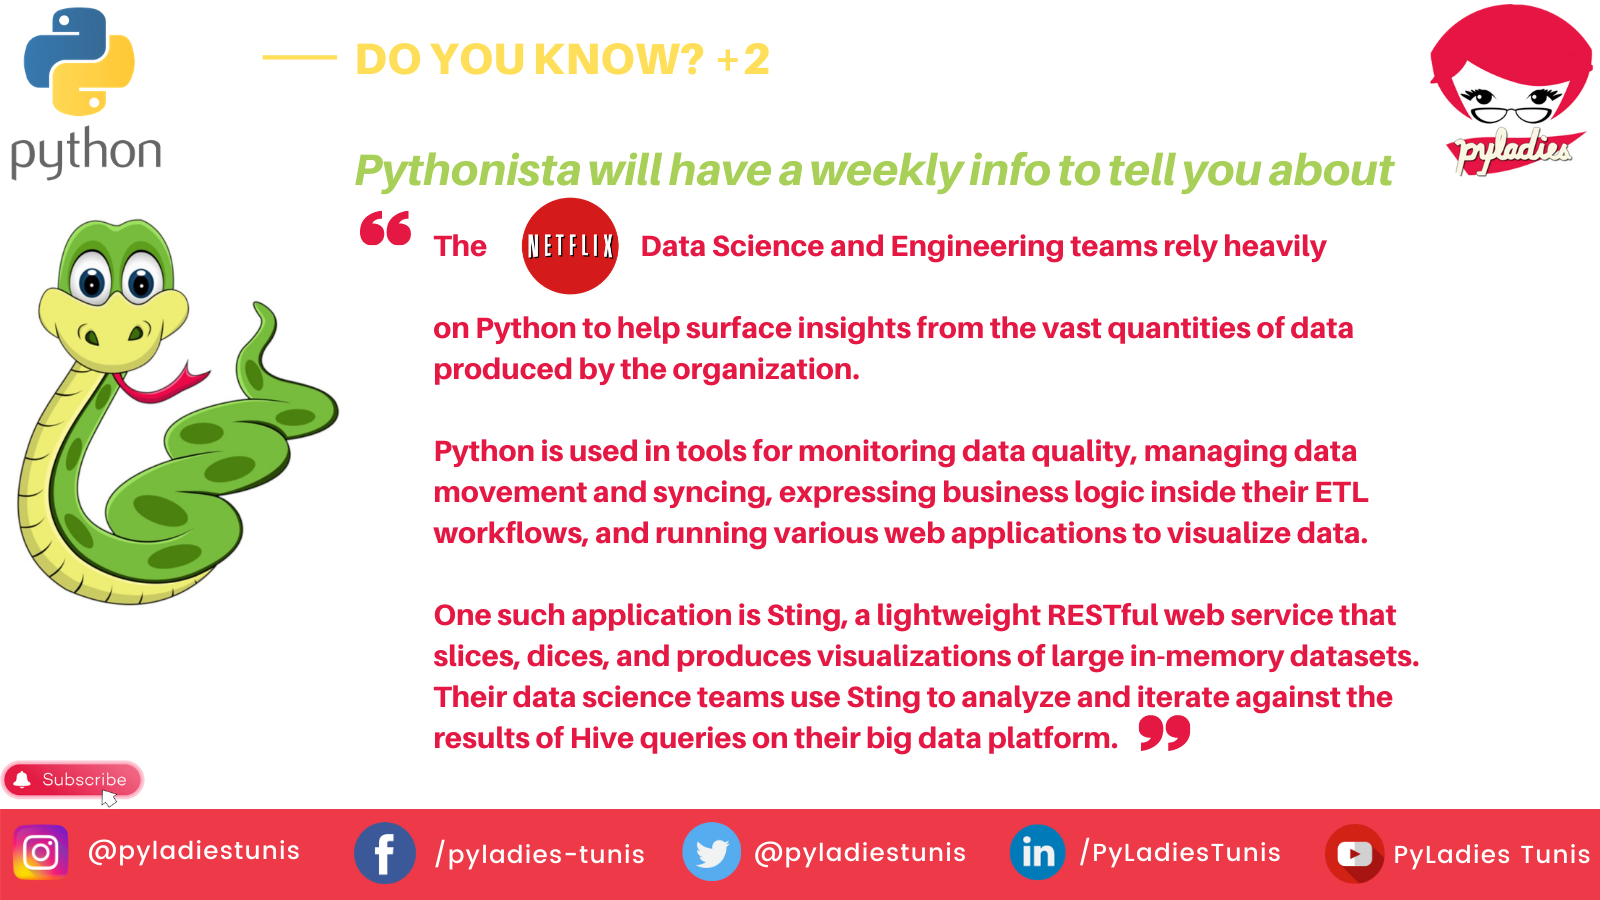 python
DO YOU KNOW? +2
pyladies
Pythonista will have a weekly info to tell you about
“ The NETFLIX Data Science and Engineering teams rely heavily
on Python to help surface insights from the vast quantities of data
produced by the organization.
Python is used in tools for monitoring data quality, managing data
movement and syncing, expressing business logic inside their ETL
workflows, and running various web applications to visualize data.
One such application is Sting, a lightweight RESTful web service that
slices, dices, and produces visualizations of large in-memory datasets.
Their data science teams use Sting to analyze and iterate against the
results of Hive queries on their big data platform. ”
Subscribe
@pyladiestunis
/pyladies-tunis
@pyladiestunis
/PyLadiesTunis
PyLadies Tunis